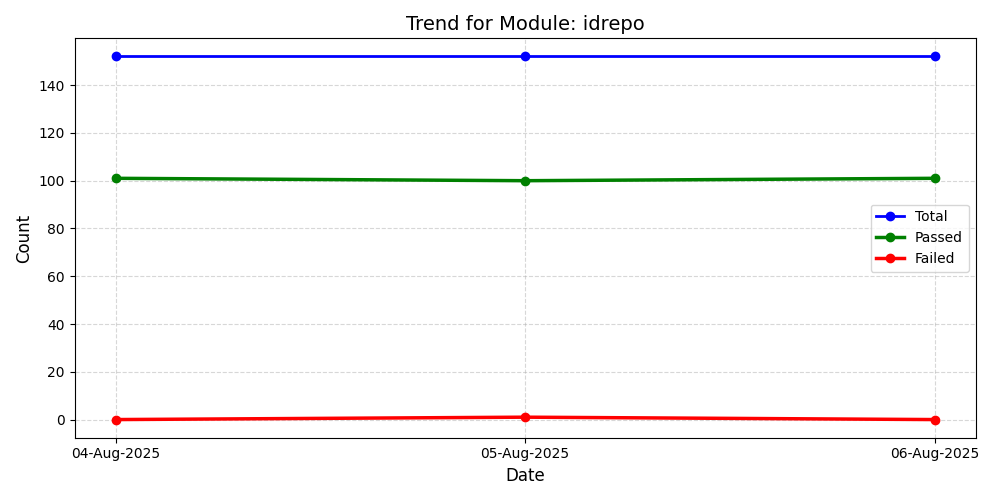 Trend for Module: idrepo
Count
140
120
100
80
60
40
20
0
Total
Passed
Failed
04-Aug-2025
05-Aug-2025
06-Aug-2025
Date